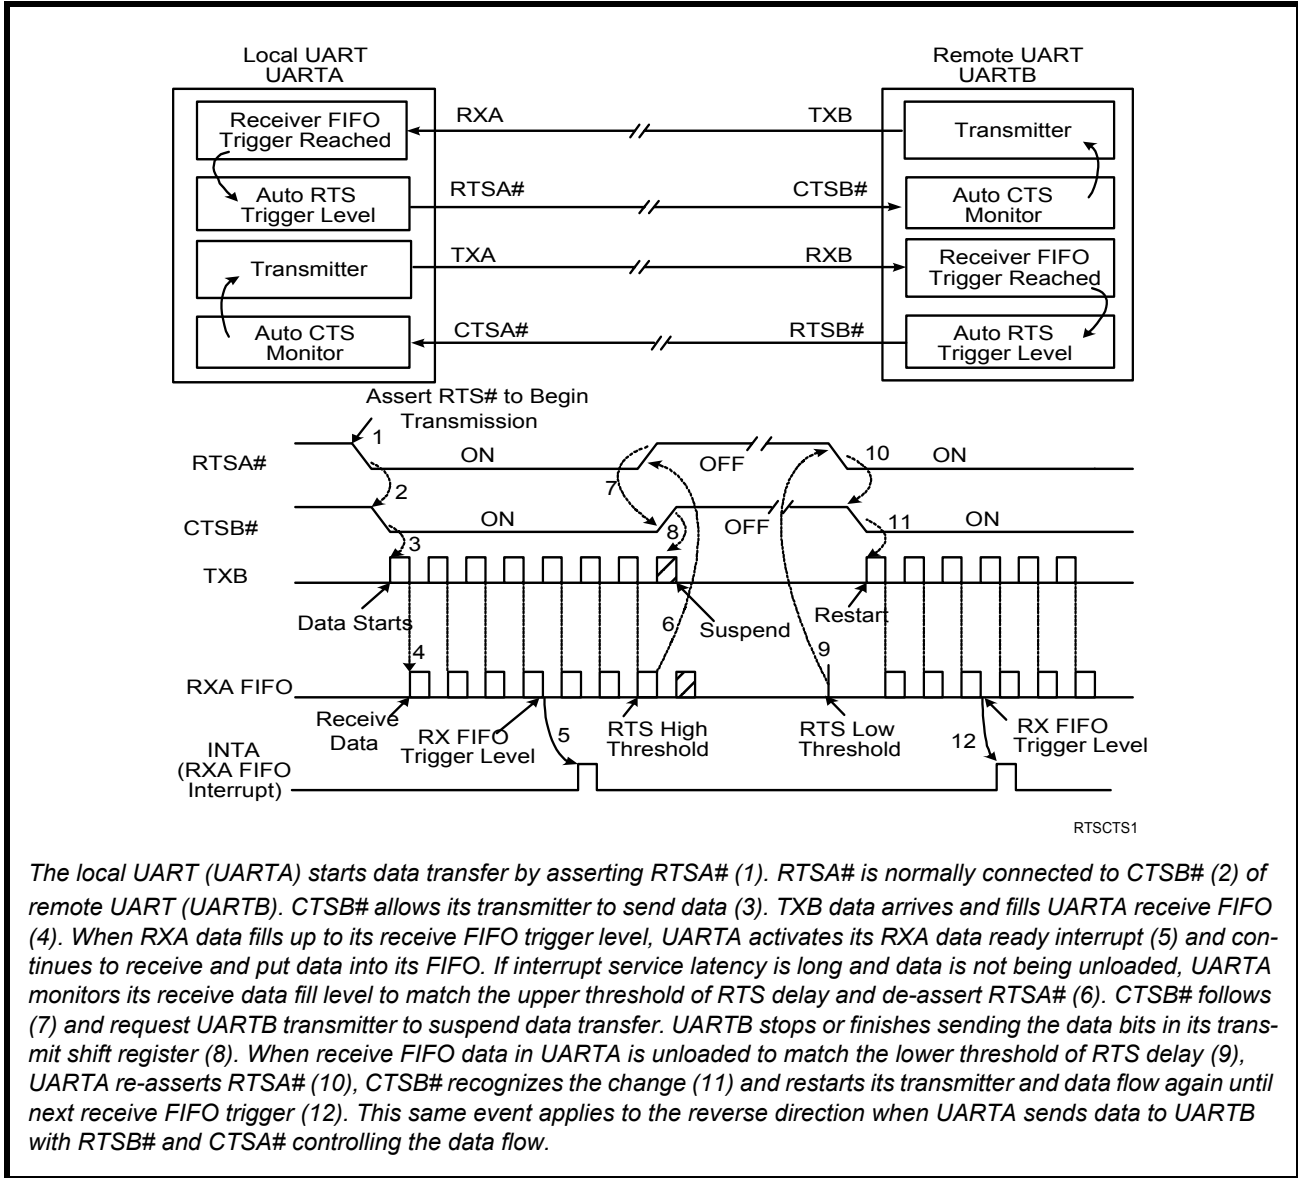 Local UART
UARTA
Remote UART
UARTB
Receiver FIFO
Trigger Reached
RXA
TXB
Transmitter
Auto RTS
Trigger Level
RTSA#
CTSB#
Auto CTS
Monitor
Transmitter
TXA
RXB
Receiver FIFO
Trigger Reached
Auto CTS
Monitor
CTSA#
RTSB#
Auto RTS
Trigger Level
Assert RTS# to Begin
Transmission
RTSA#
1
ON
7
OFF
10
ON
2
CTSB#
ON
8
OFF
11
ON
3
TXB
Data Starts
6
Suspend
Restart
4
9
RXA FIFO
Receive
Data
RX FIFO
Trigger Level
5
RTS High
Threshold
RTS Low
Threshold
12
RX FIFO
Trigger Level
INTA
(RXA FIFO
Interrupt)
RTSCTS1
The local UART (UARTA) starts data transfer by asserting RTSA# (1). RTSA# is normally connected to CTSB# (2) of
remote UART (UARTB). CTSB# allows its transmitter to send data (3). TXB data arrives and fills UARTA receive FIFO
(4). When RXA data fills up to its receive FIFO trigger level, UARTA activates its RXA data ready interrupt (5) and con-
tinues to receive and put data into its FIFO. If interrupt service latency is long and data is not being unloaded, UARTA
monitors its receive data fill level to match the upper threshold of RTS delay and de-assert RTSA# (6). CTSB# follows
(7) and request UARTB transmitter to suspend data transfer. UARTB stops or finishes sending the data bits in its trans-
mit shift register (8). When receive FIFO data in UARTA is unloaded to match the lower threshold of RTS delay (9),
UARTA re-asserts RTSA# (10), CTSB# recognizes the change (11) and restarts its transmitter and data flow again until
next receive FIFO trigger (12). This same event applies to the reverse direction when UARTA sends data to UARTB
with RTSB# and CTSA# controlling the data flow.